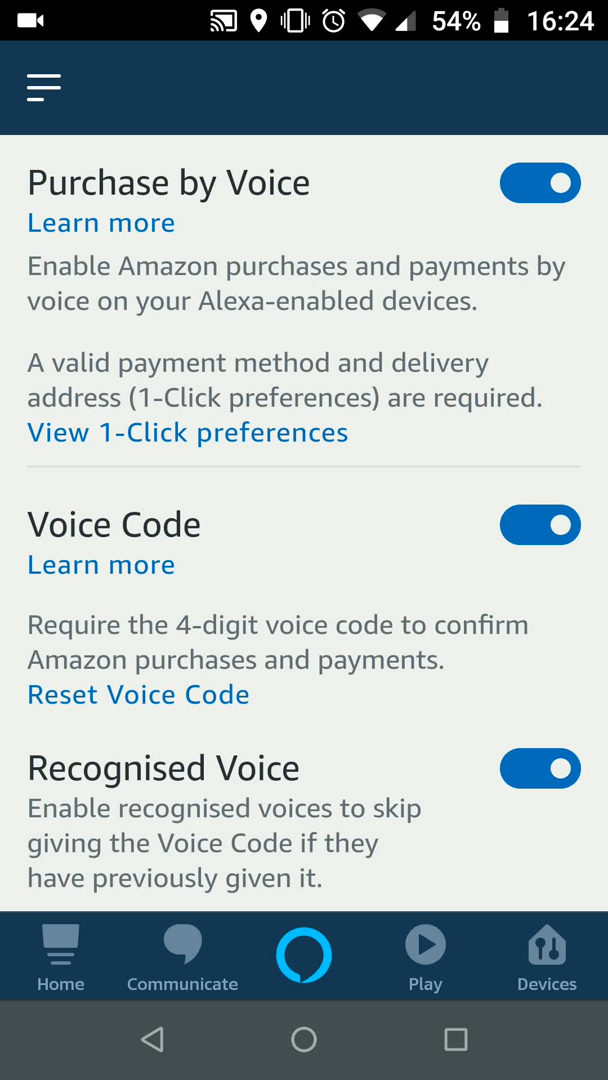 54% 16:24
Purchase by Voice
Learn more
Enable Amazon purchases and payments by
voice on your Alexa-enabled devices.
A valid payment method and delivery
address (1-Click preferences) are required.
View 1-Click preferences
Voice Code
Learn more
Require the 4-digit voice code to confirm
Amazon purchases and payments.
Reset Voice Code
Recognised Voice
Enable recognised voices to skip
giving the Voice Code if they
have previously given it.
Home Communicate Play Devices